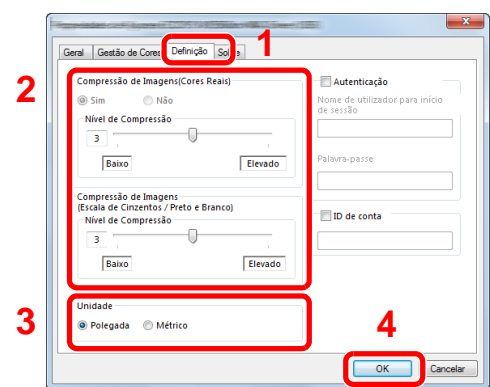 1
Geral Gestão de Cores Definição
2
Compressão de Imagens(Cores Reais)
Sim Não
Nível de Compressão
3
Baixo Elevado
Compressão de Imagens
(Escala de Cinzentos / Preto e Branco)
Nível de Compressão
3
Baixo Elevado
Autenticação
Nome de utilizador para início
de sessão
Palavra-passe
ID de conta
3
Unidade
Polegada Métrico
4
OK Cancelar